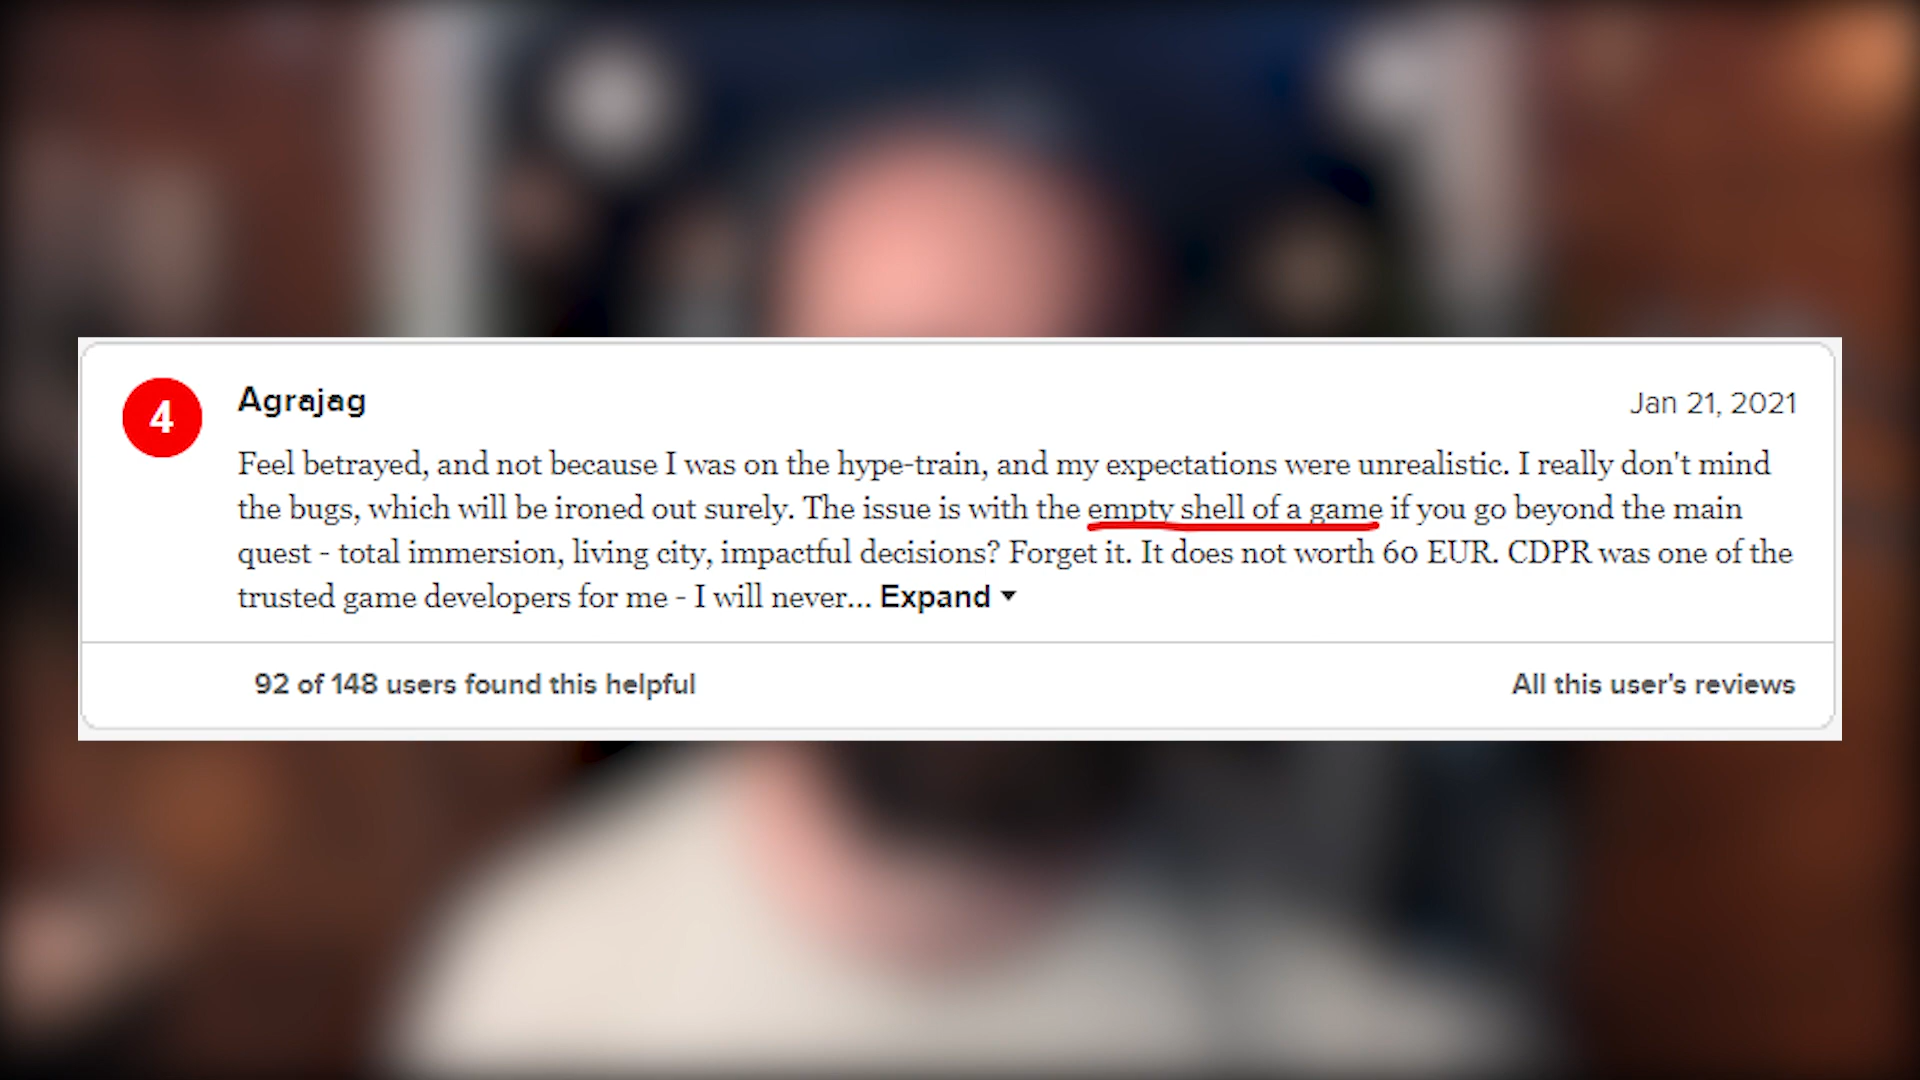 4
Agrajag
Jan 21, 2021
Feel betrayed, and not because I was on the hype-train, and my expectations were unrealistic. I really don't mind
the bugs, which will be ironed out surely. The issue is with the empty shell of a game if you go beyond the main
quest - total immersion, living city, impactful decisions? Forget it. It does not worth 60 EUR. CDPR was one of the
trusted game developers for me - I will never... Expand
92 of 148 users found this helpful
All this user's reviews